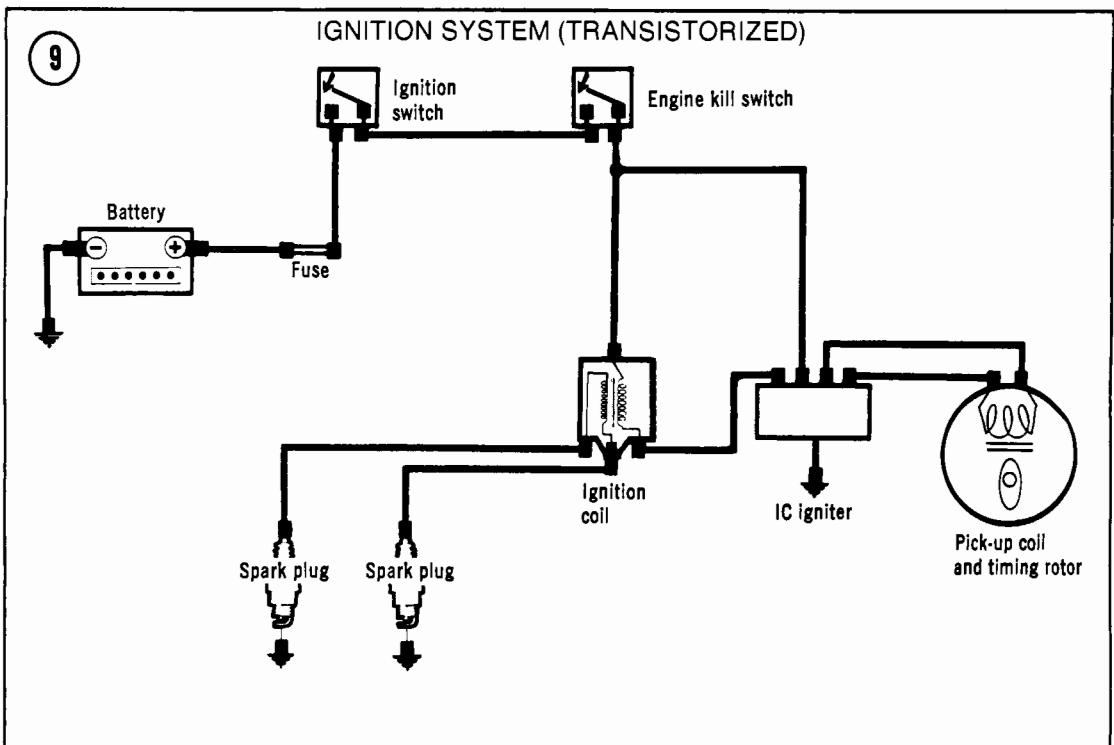 IGNITION SYSTEM (TRANSISTORIZED)
9
Ignition
switch
Engine kill switch
Battery
Fuse
Ignition
coil
IC igniter
Pick-up coil
and timing rotor
Spark plug
Spark plug